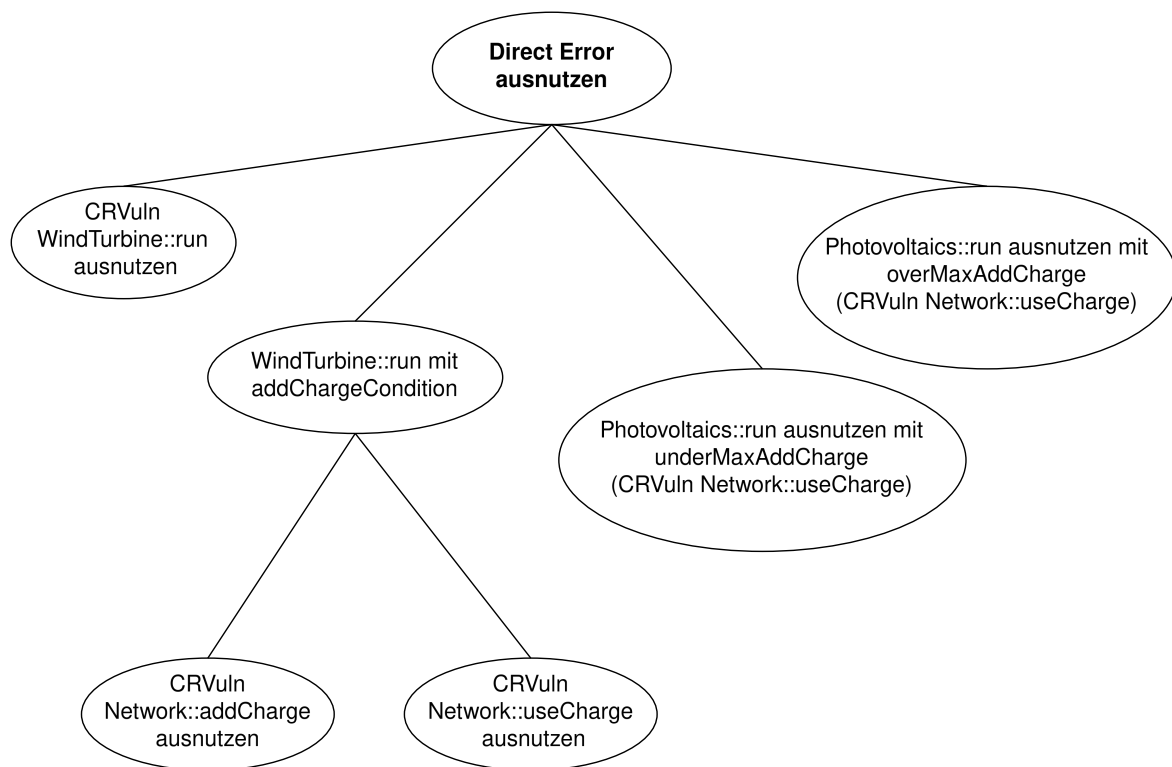 Direct Error
ausnutzen
CRVuln
WindTurbine::run
ausnutzen
Photovoltaics::run ausnutzen mit
overMaxAddCharge
(CRVuln Network::useCharge)
WindTurbine::run mit
addChargeCondition
Photovoltaics::run ausnutzen mit
underMaxAddCharge
(CRVuln Network::useCharge)
CRVuln
Network::addCharge
ausnutzen
CRVuln
Network::useCharge
ausnutzen